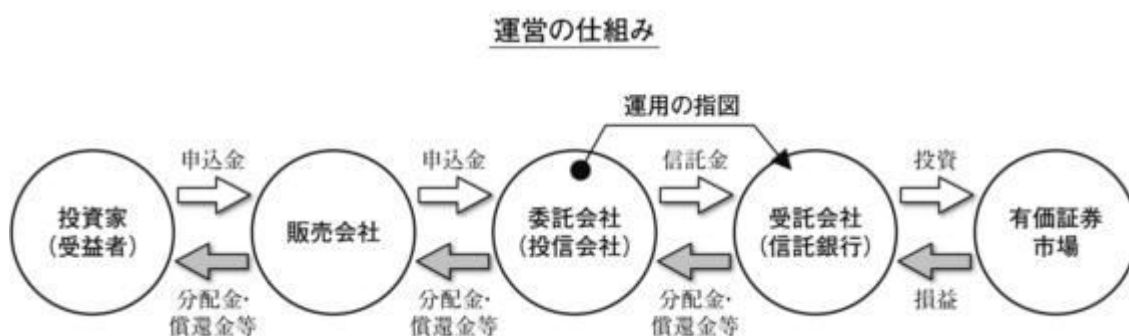 運営の仕組み
運用の指図
申込金
申込金
信託金
投資
投資家
(受益者)
販売会社
委託会社
(投信会社)
受託会社
(信託銀行)
有価証券
市場
分配金・
償還金等
分配金・
償還金等
分配金・
償還金等
損益